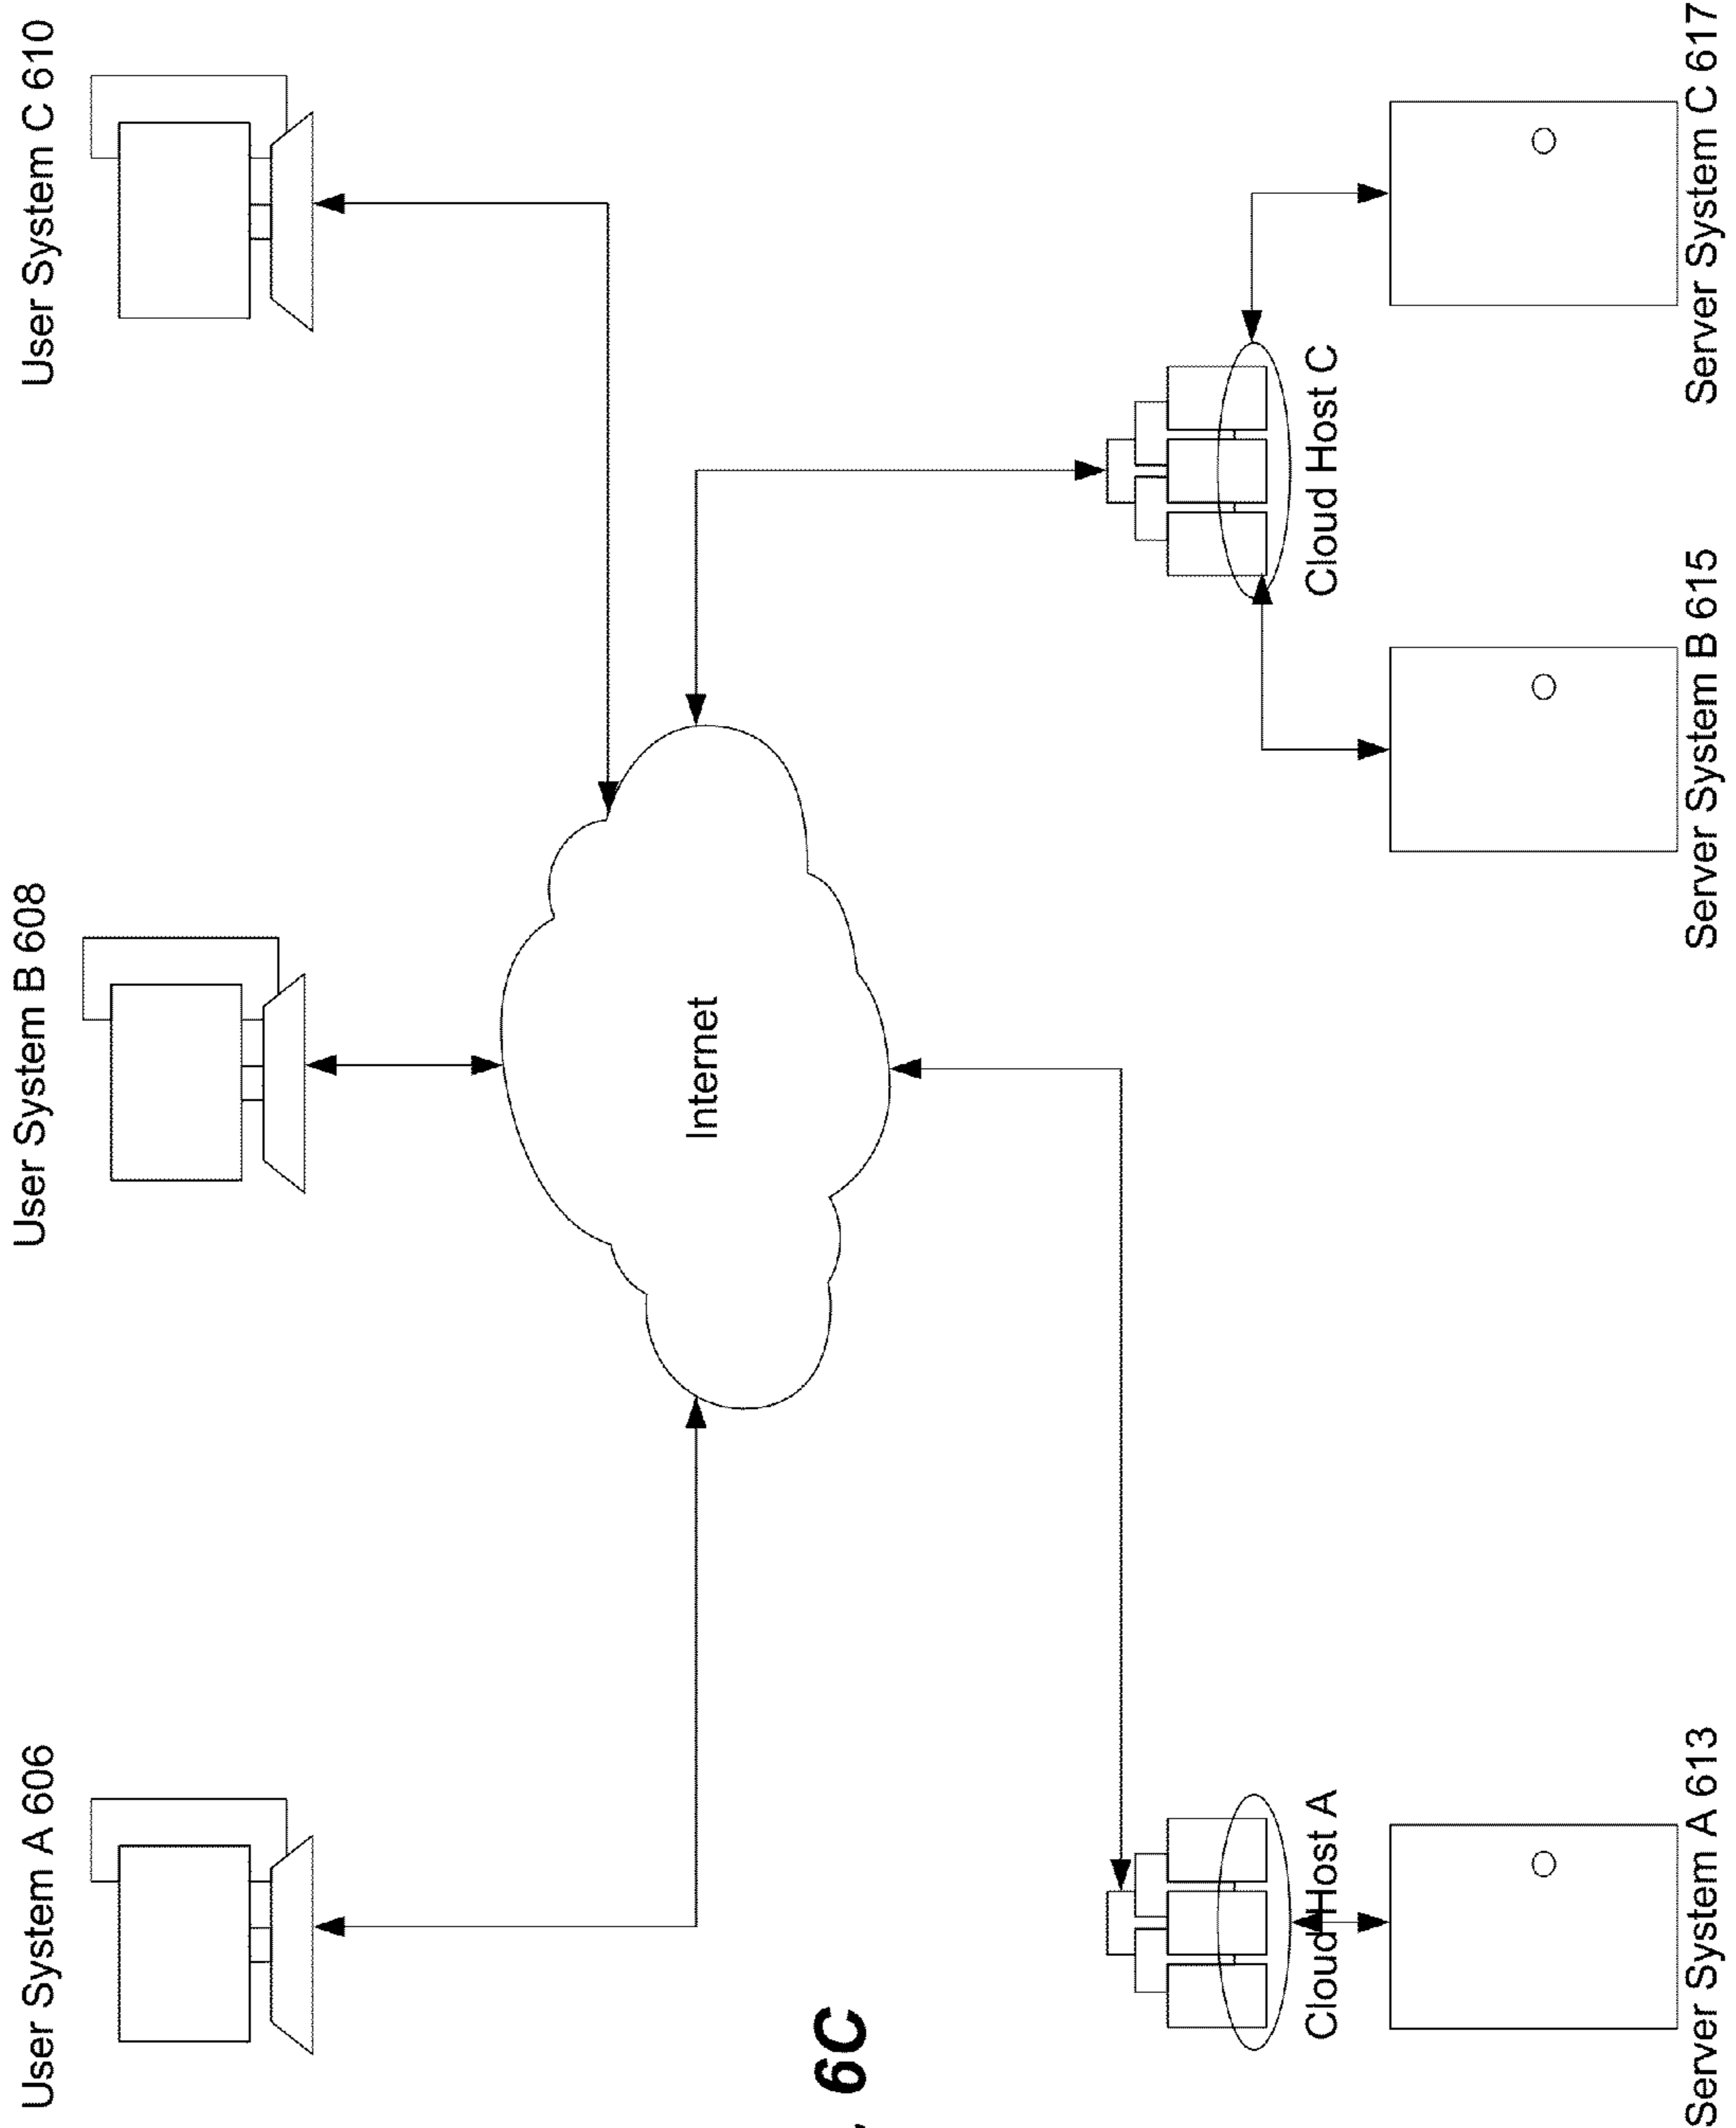 User System A 606
User System B 608
User System C 610
Internet
Cloud Host A
Cloud Host C
Server System A 613
Server System B 615
Server System C 617
. 6C